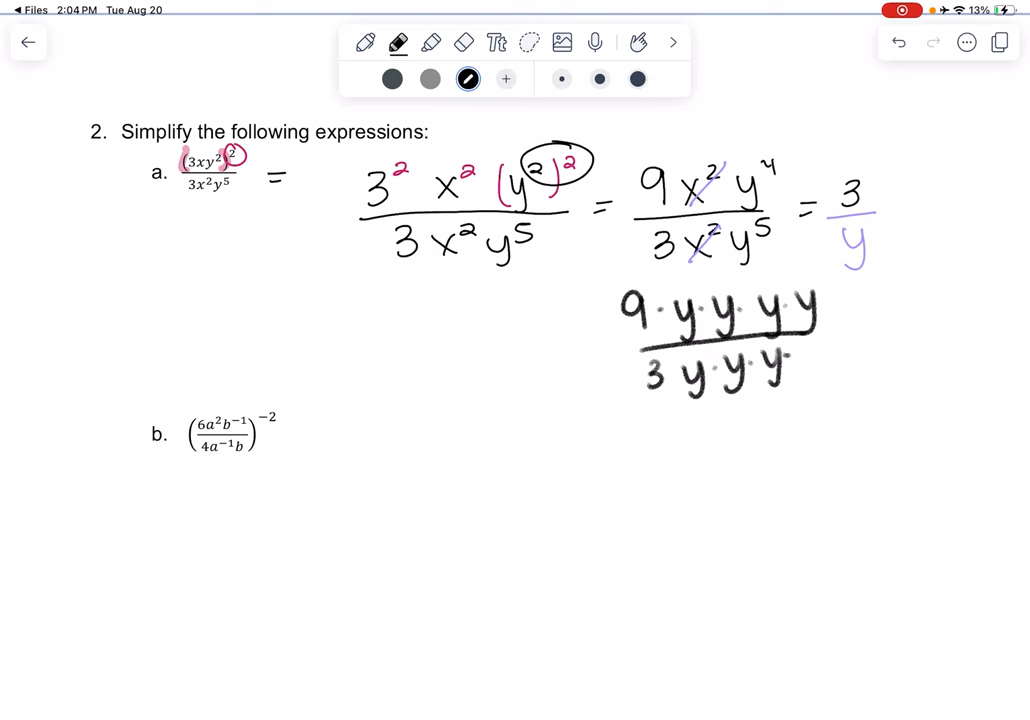 Files 2:04 PM Tue Aug 20 13%
Tt
2. Simplify the following expressions:
a. (3xy²)² / 3x²y⁵ = 3² x² (y²)² / 3x²y⁵ = 9x²y⁴ / 3x²y⁵ = 3 / y
9·y·y·y·y / 3 y·y·y·
b. (6a²b⁻¹ / 4a⁻¹b)⁻²